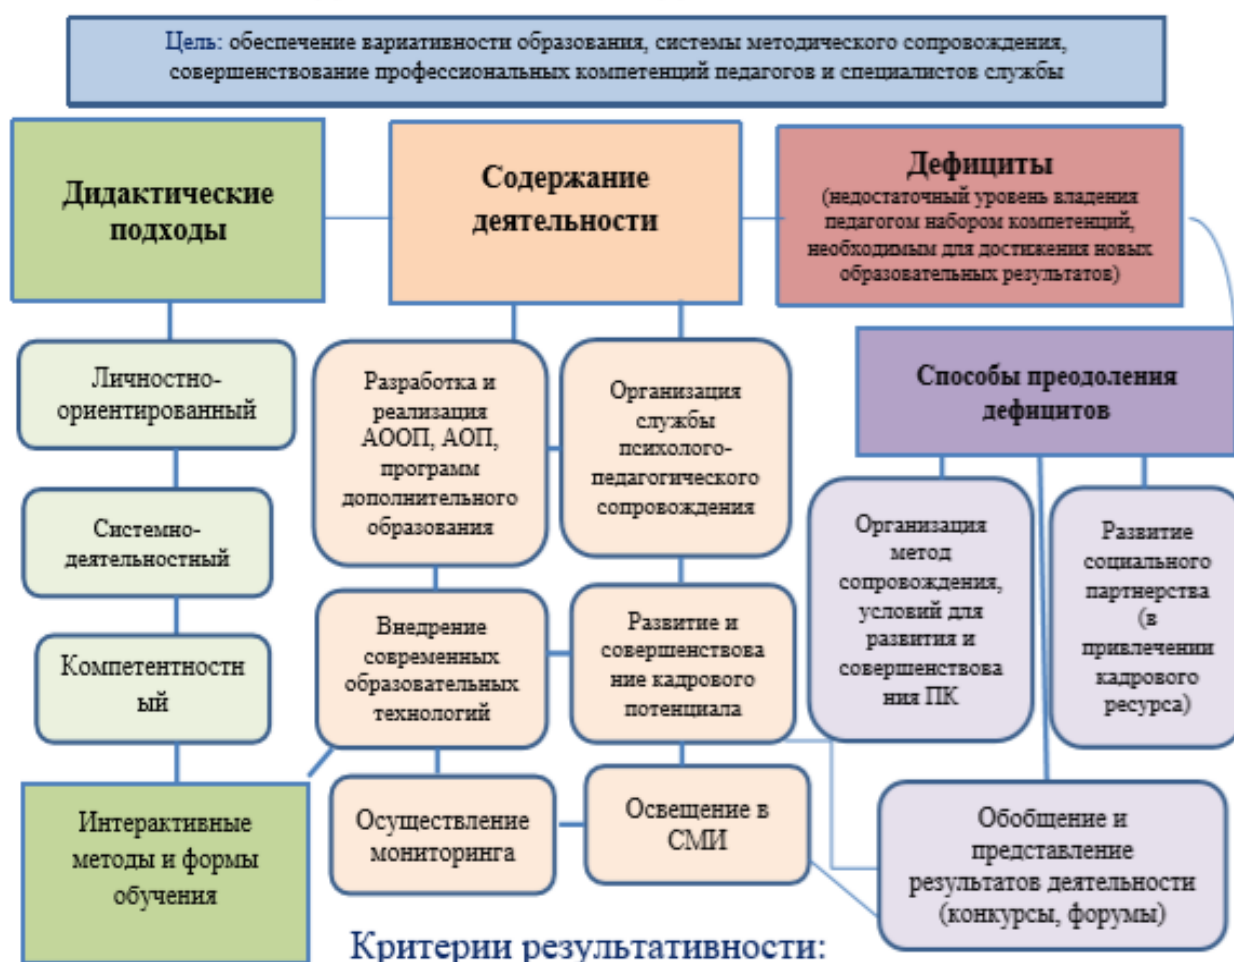 Цель: обеспечение вариативности образования, системы методического сопровождения,
совершенствование профессиональных компетенций педагогов и специалистов службы
Дидактические
подходы
Содержание
деятельности
Дефициты
(недостаточный уровень владения
педагогом набором компетенций,
необходимым для достижения новых
образовательных результатов)
Личностно-
ориентированный
Системно-
деятельностный
Компетентностн
ый
Интерактивные
методы и формы
обучения
Разработка и
реализация
АООП, АОП,
программ
дополнительного
образования
Организация
службы
психолого-
педагогического
сопровождения
Внедрение
современных
образовательных
технологий
Развитие и
совершенствова
ние кадрового
потенциала
Осуществление
мониторинга
Освещение в
СМИ
Способы преодоления
дефицитов
Организация
метод
сопровождения,
условий для
развития и
совершенствова
ния ПК
Развитие
социального
партнерства
(в
привлечении
кадрового
ресурса)
Обобщение и
представление
результатов деятельности
(конкурсы, форумы)
Критерии результативности: